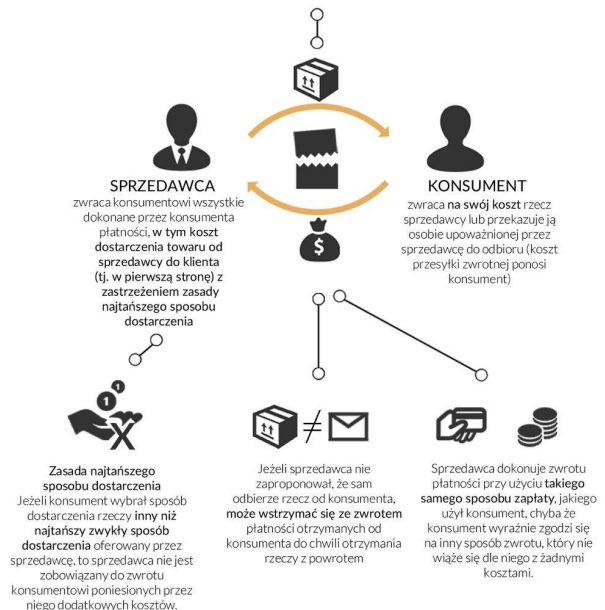 SPRZEDAWCA
zwraca konsumentowi wszystkie
dokonane przez konsumenta
płatności, w tym koszt
dostarczenia towaru od
sprzedawcy do klienta
(tj. w pierwszą stronę) z
zastrzeżeniem zasady
najtańszego sposobu
dostarczenia
KONSUMENT
zwraca na swój koszt rzecz
sprzedawcy lub przekazuje ją
osobie upoważnionej przez
sprzedawcę do odbioru (koszt
przesyłki zwrotnej ponosi
konsument)
$
1
1
X
Zasada najtańszego
sposobu dostarczenia
Jeżeli konsument wybrał sposób
dostarczenia rzeczy inny niż
najtańszy zwykły sposób
dostarczenia oferowany przez
sprzedawcę, to sprzedawca nie jest
zobowiązany do zwrotu
konsumentowi poniesionych przez
niego dodatkowych kosztów.
≠
Jeżeli sprzedawca nie
zaproponował, że sam
odbierze rzecz od konsumenta,
może wstrzymać się ze zwrotem
płatności otrzymanych od
konsumenta do chwili otrzymania
rzeczy z powrotem
Sprzedawca dokonuje zwrotu
płatności przy użyciu takiego
samego sposobu zapłaty, jakiego
użył konsument, chyba że
konsument wyraźnie zgodzi się
na inny sposób zwrotu, który nie
wiąże się dle niego z żadnymi
kosztami.